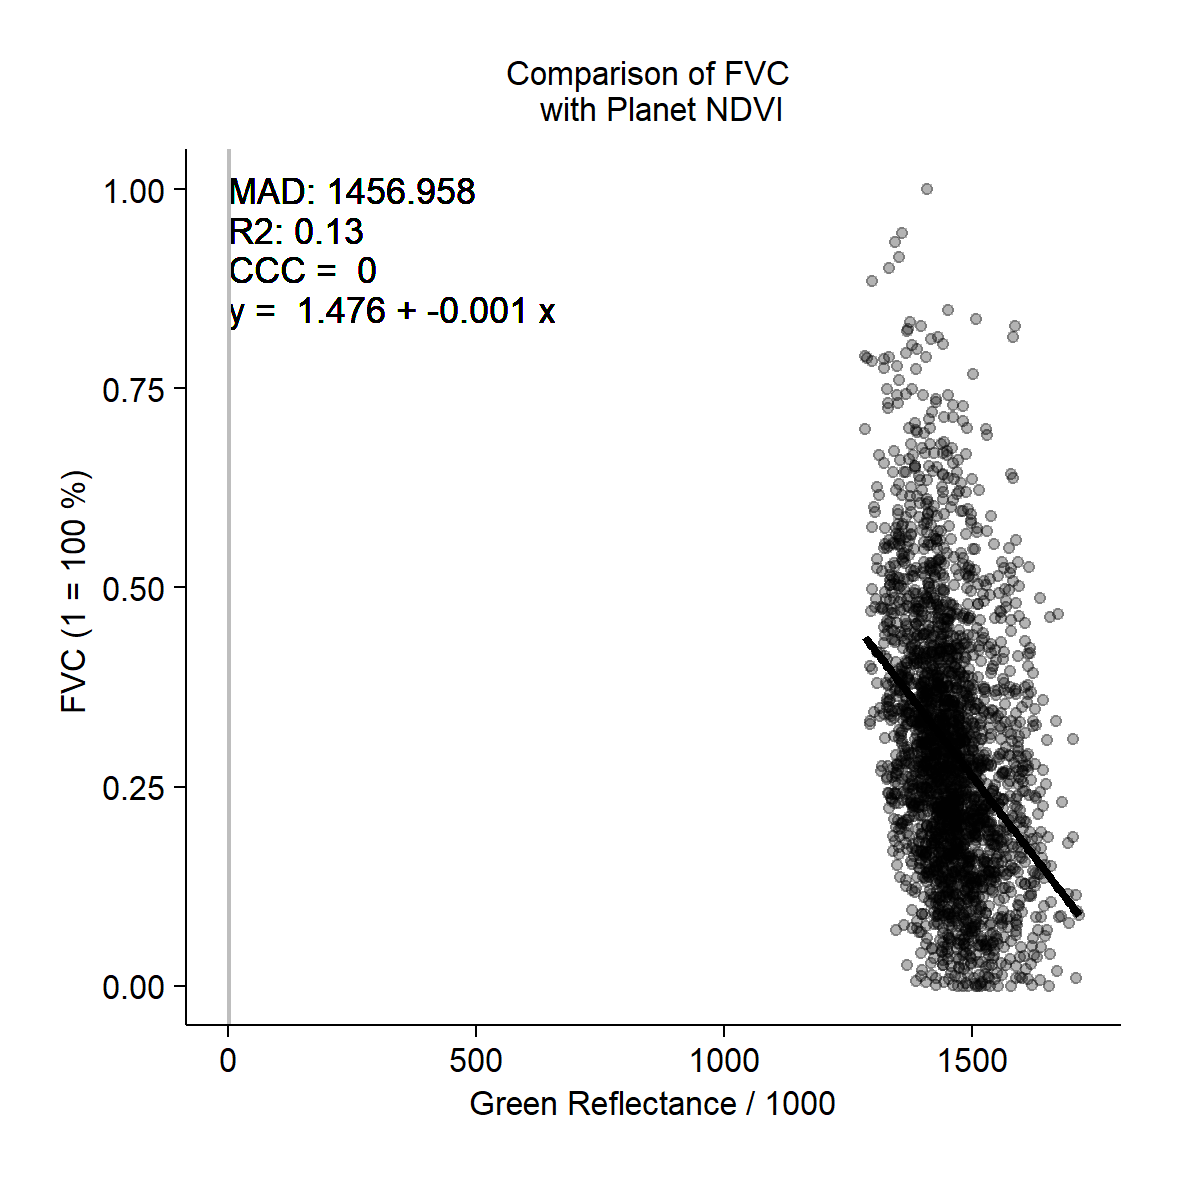 Comparison of FVC
with Planet NDVI
MAD: 1456.958
R2: 0.13
CCC =  0
y =  1.476 + -0.001 x
1.00
0.75
0.50
0.25
0.00
FVC (1 = 100 %)
0
500
1000
1500
Green Reflectance / 1000